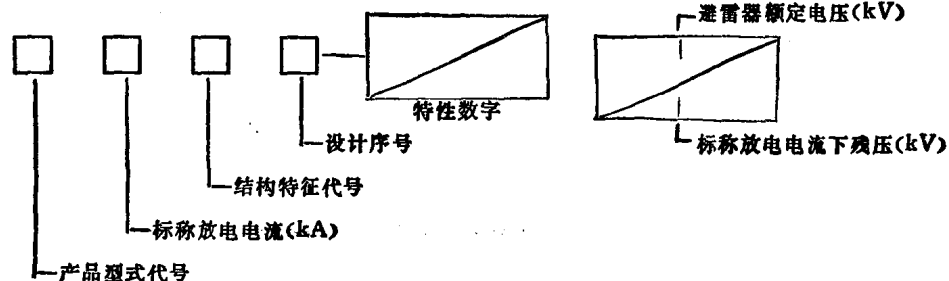 避雷器额定电压(kV)
特性数字
设计序号
标称放电电流下残压(kV)
结构特征代号
标称放电电流(kA)
产品型式代号